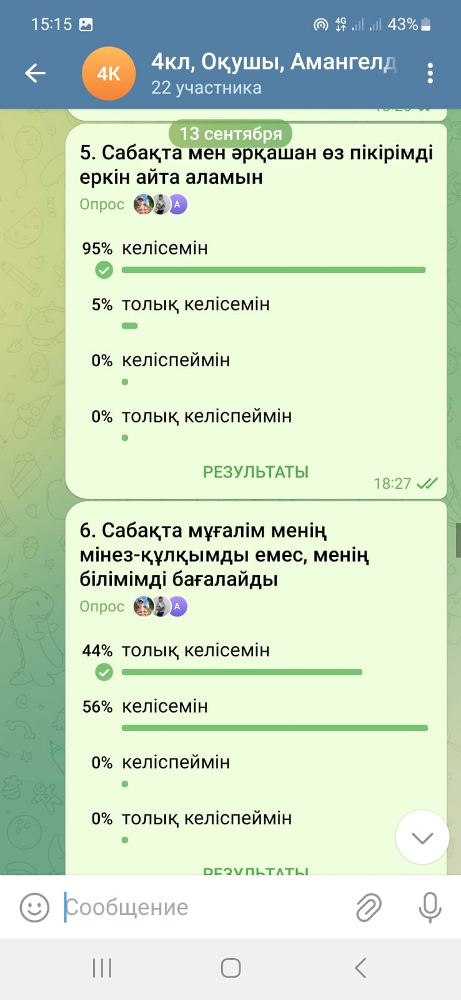 15:15
4G
43%
4K
4кл, Оқушы, Амангелд
22 участника
13 сентября
5. Сабақта мен әрқашан өз пікірімді
еркін айта аламын
Опрос
A
95% келісемін
5% толық келісемін
0% келіспеймін
0% толық келіспеймін
РЕЗУЛЬТАТЫ
18:27
6. Сабақта мұғалім менің
мінез-құлқымды емес, менің
білімімді бағалайды
Опрос
A
44% толық келісемін
56% келісемін
0% келіспеймін
0% толық келіспеймін
РЕЗУЛЬТАТЫ
Сообщение